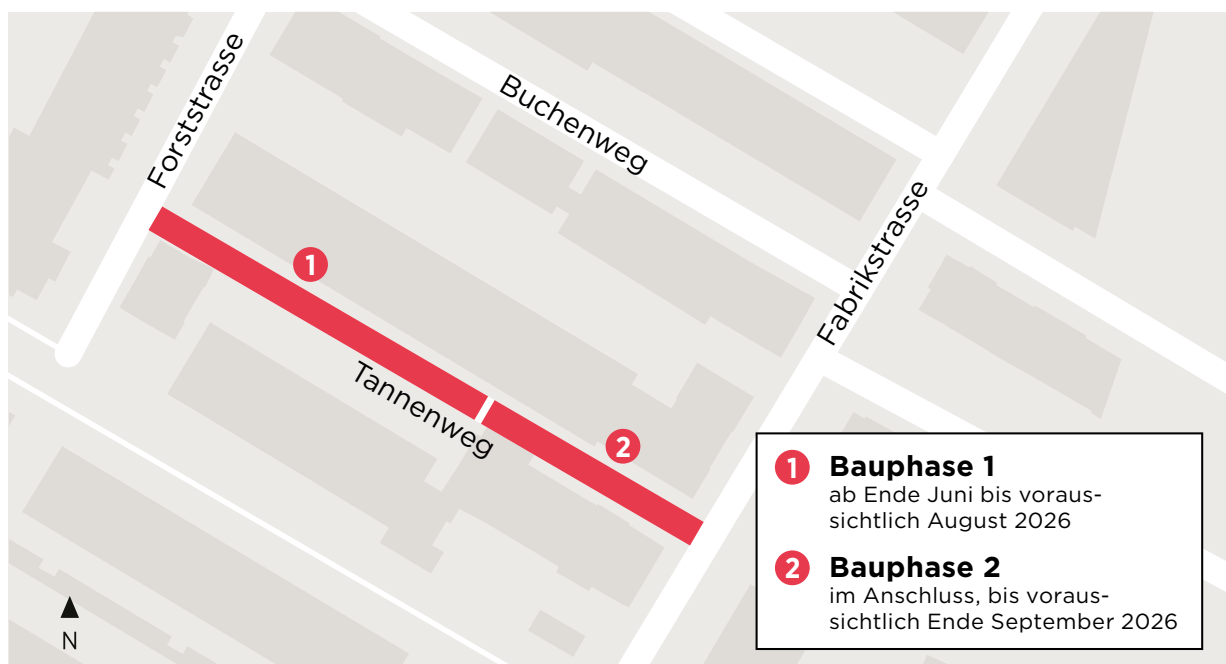 Forststrasse
Buchenweg
Fabrikstrasse
1
Tannenweg
2
1 Bauphase 1
ab Ende Juni bis voraus-
sichtlich August 2026
2 Bauphase 2
im Anschluss, bis voraus-
sichtlich Ende September 2026
N